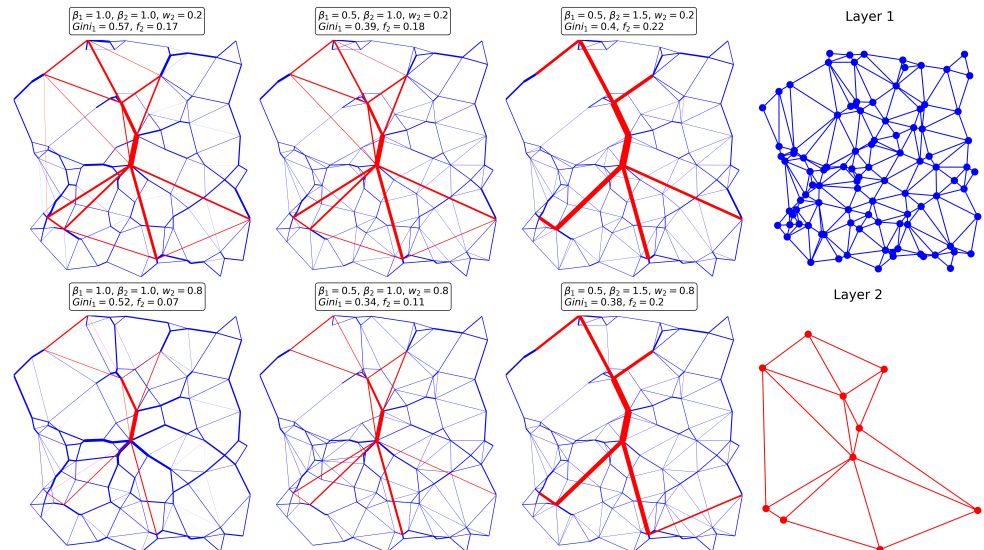 β₁ = 1.0, β₂ = 1.0, w₂ = 0.2
Gini₁ = 0.57, f₂ = 0.17
β₁ = 0.5, β₂ = 1.0, w₂ = 0.2
Gini₁ = 0.39, f₂ = 0.18
β₁ = 0.5, β₂ = 1.5, w₂ = 0.2
Gini₁ = 0.4, f₂ = 0.22
Layer 1
β₁ = 1.0, β₂ = 1.0, w₂ = 0.8
Gini₁ = 0.52, f₂ = 0.07
β₁ = 0.5, β₂ = 1.0, w₂ = 0.8
Gini₁ = 0.34, f₂ = 0.11
β₁ = 0.5, β₂ = 1.5, w₂ = 0.8
Gini₁ = 0.38, f₂ = 0.2
Layer 2